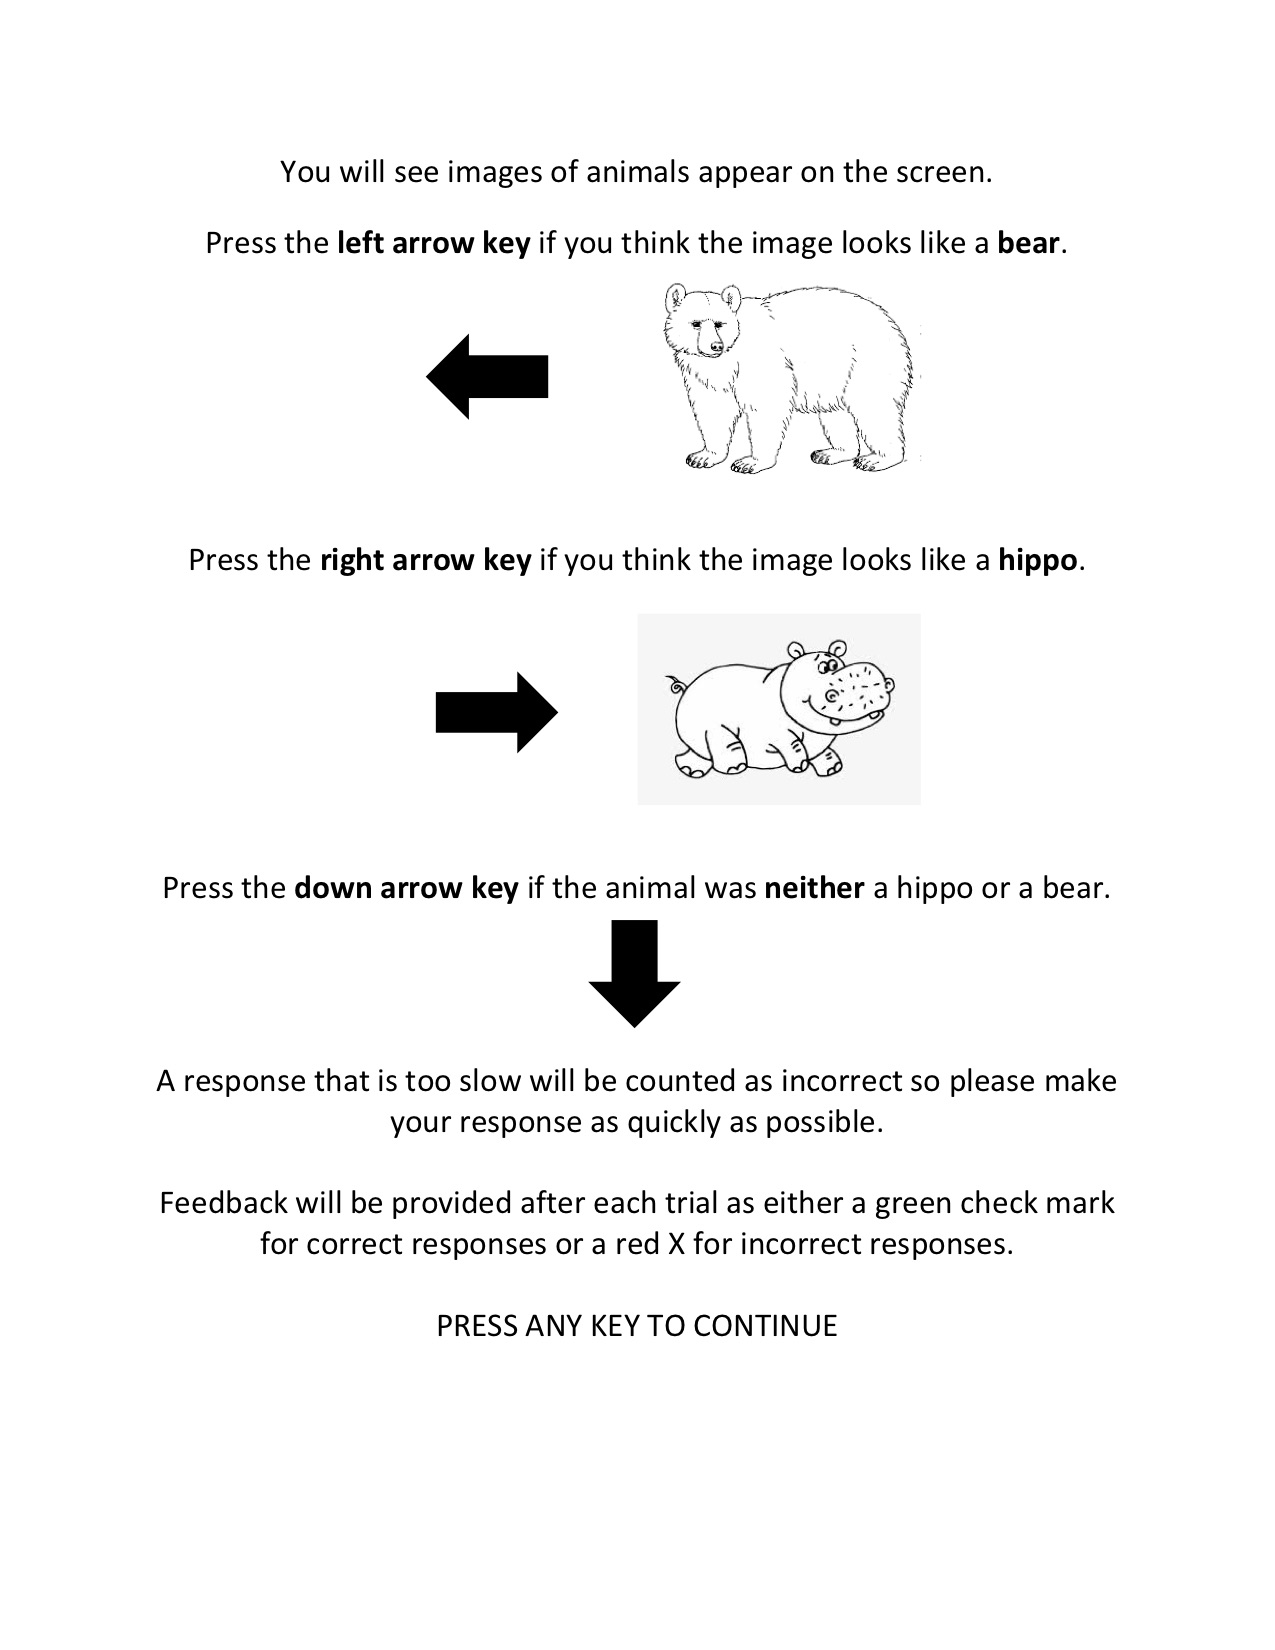 You will see images of animals appear on the screen.
Press the left arrow key if you think the image looks like a bear.
Press the right arrow key if you think the image looks like a hippo.
Press the down arrow key if the animal was neither a hippo or a bear.
A response that is too slow will be counted as incorrect so please make
your response as quickly as possible.
Feedback will be provided after each trial as either a green check mark
for correct responses or a red X for incorrect responses.
PRESS ANY KEY TO CONTINUE